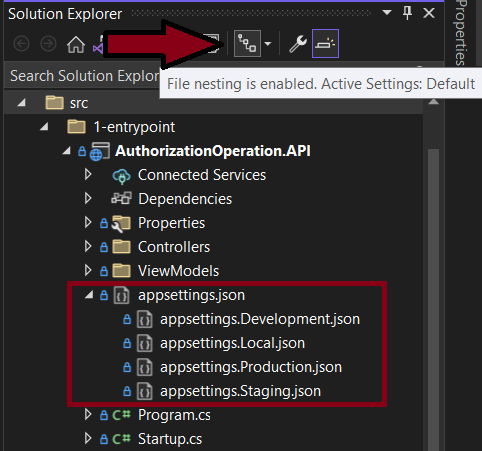 Solution Explorer
Properties
Search Solution Explor
File nesting is enabled. Active Settings: Default
src
1-entrypoint
AuthorizationOperation.API
Connected Services
Dependencies
Properties
Controllers
ViewModels
appsettings.json
appsettings.Development.json
appsettings.Local.json
appsettings.Production.json
appsettings.Staging.json
C# Program.cs
C# Startup.cs